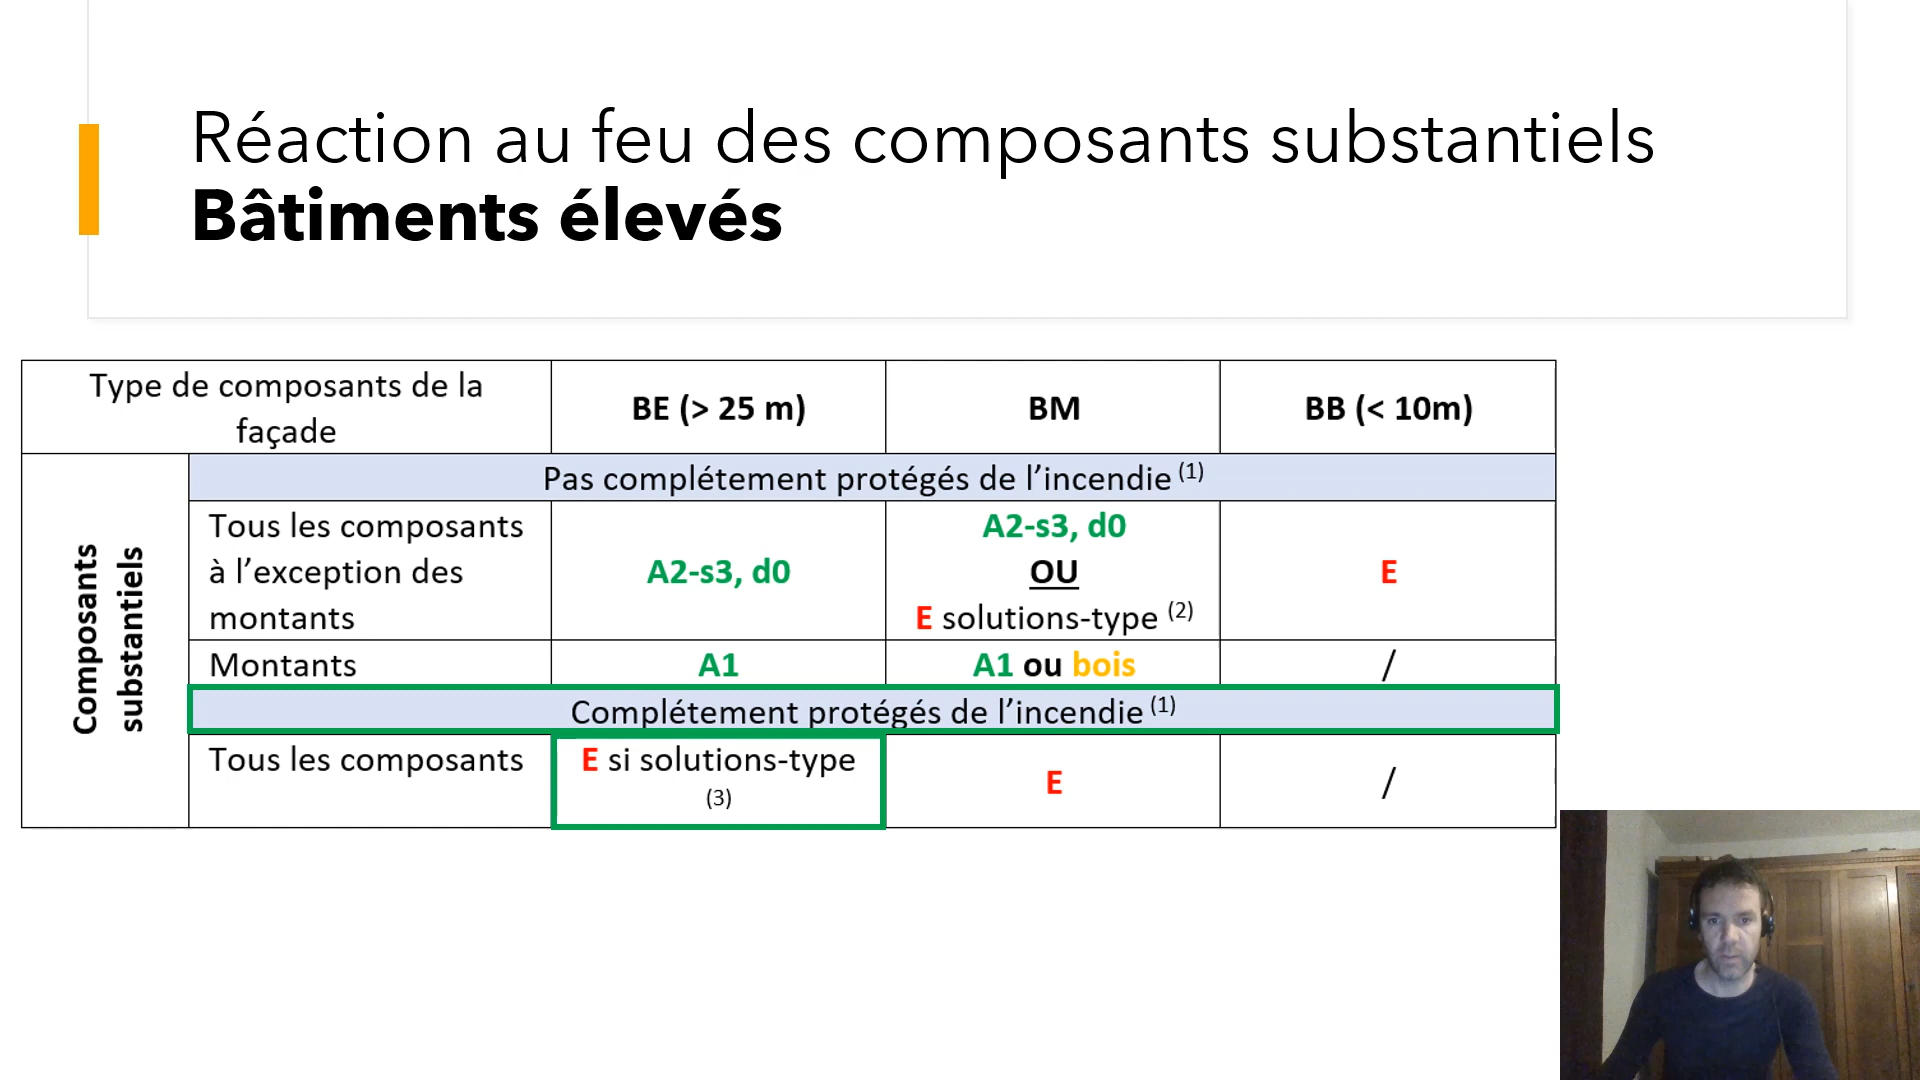 Réaction au feu des composants substantiels
Bâtiments élevés
Type de composants de la
façade
BE (> 25 m)
BM
BB (< 10m)
Composants
substantiels
Pas complétement protégés de l’incendie (1)
Tous les composants
à l’exception des
montants
A2-s3, d0
A2-s3, d0
OU
E solutions-type (2)
E
Montants
A1
A1 ou bois
/
Complétement protégés de l’incendie (1)
Tous les composants
E si solutions-type
(3)
E
/